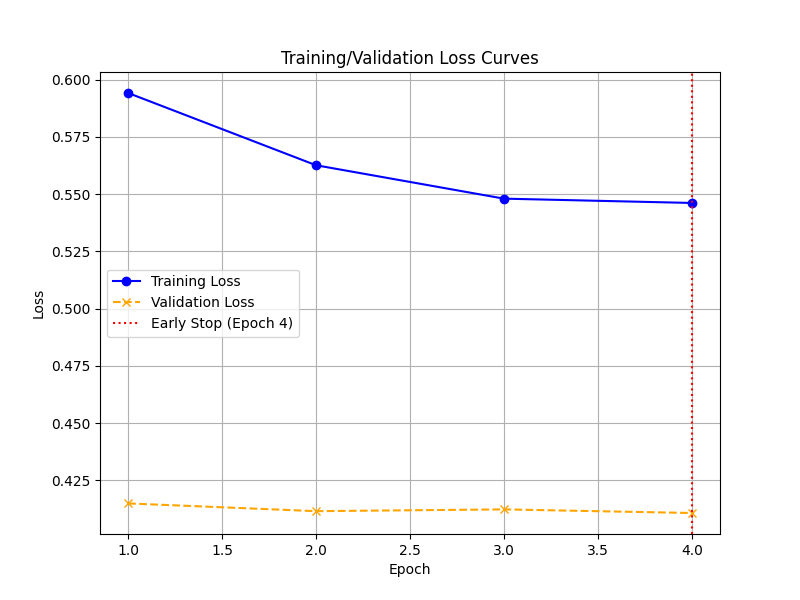 Training/Validation Loss Curves
0.600
0.575
0.550
0.525
0.500
0.475
0.450
0.425
Loss
Training Loss
Validation Loss
Early Stop (Epoch 4)
1.0 1.5 2.0 2.5 3.0 3.5 4.0
Epoch